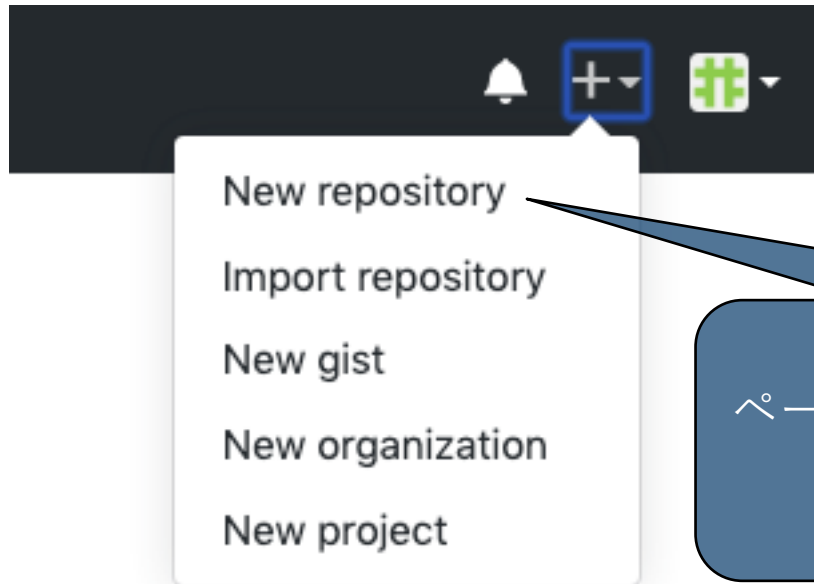 New repository
Import repository
New gist
New organization
New project
ペー